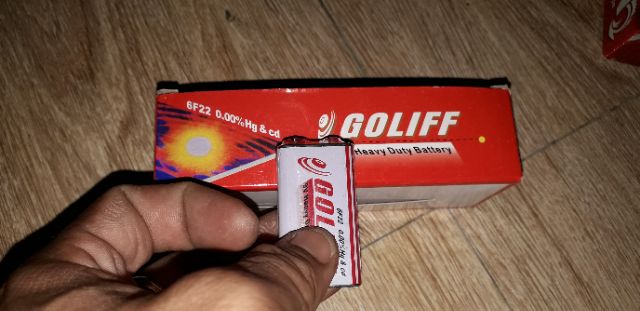 6F22 0.00%Hg & cd
GOLIFF
Heavy Duty Battery
GOL
6F22 0.00%Hg & cd